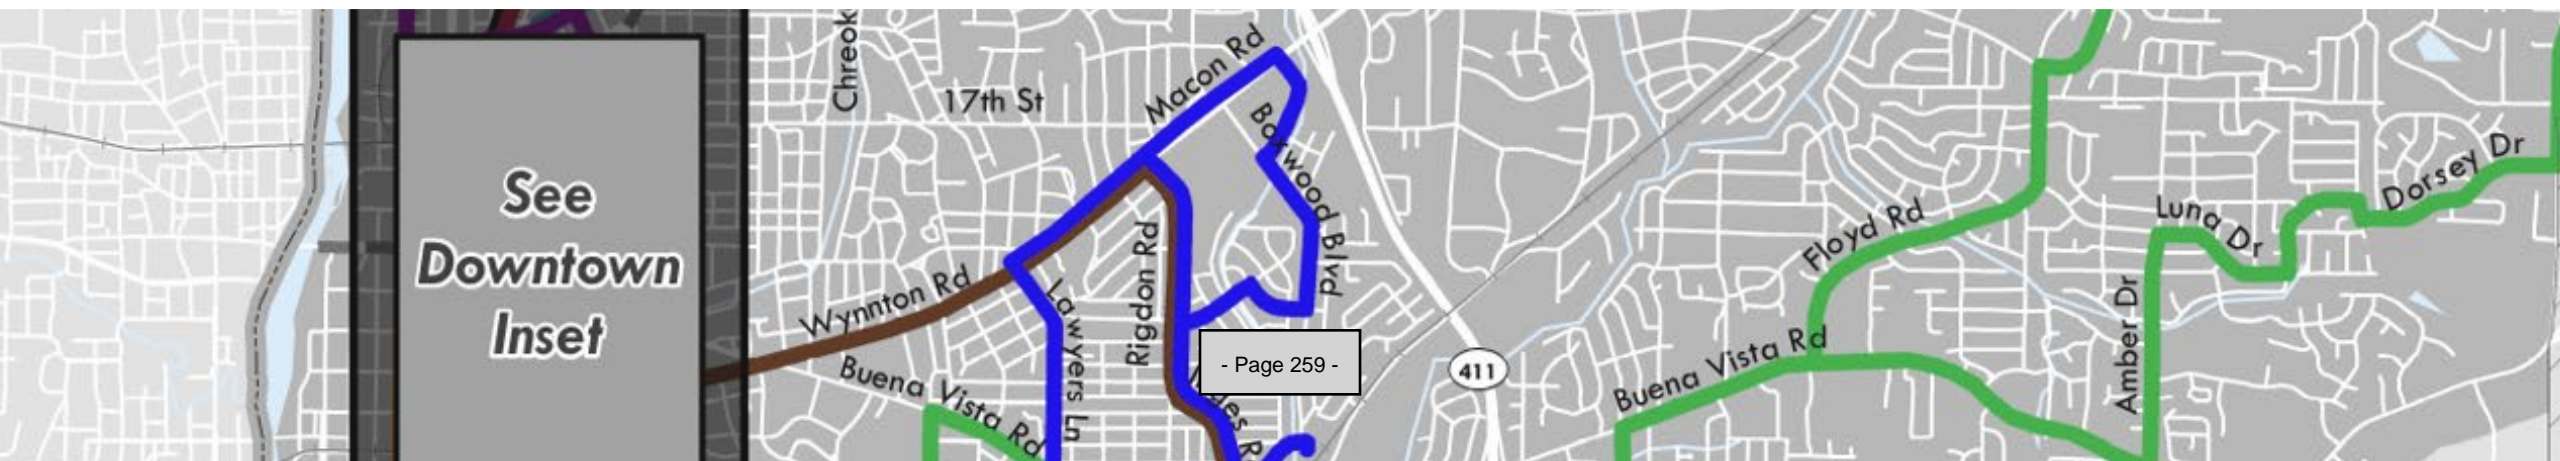 See
Downtown
Inset
Chreok
17th St
Macon Rd
Boxwood Blvd
Wynnton Rd
Rigdon Rd
Lawyers Ln
Buena Vista Rd
- Page 259 -
411
Floyd Rd
Buena Vista Rd
Amber Dr
Luna Dr
Dorsey Dr